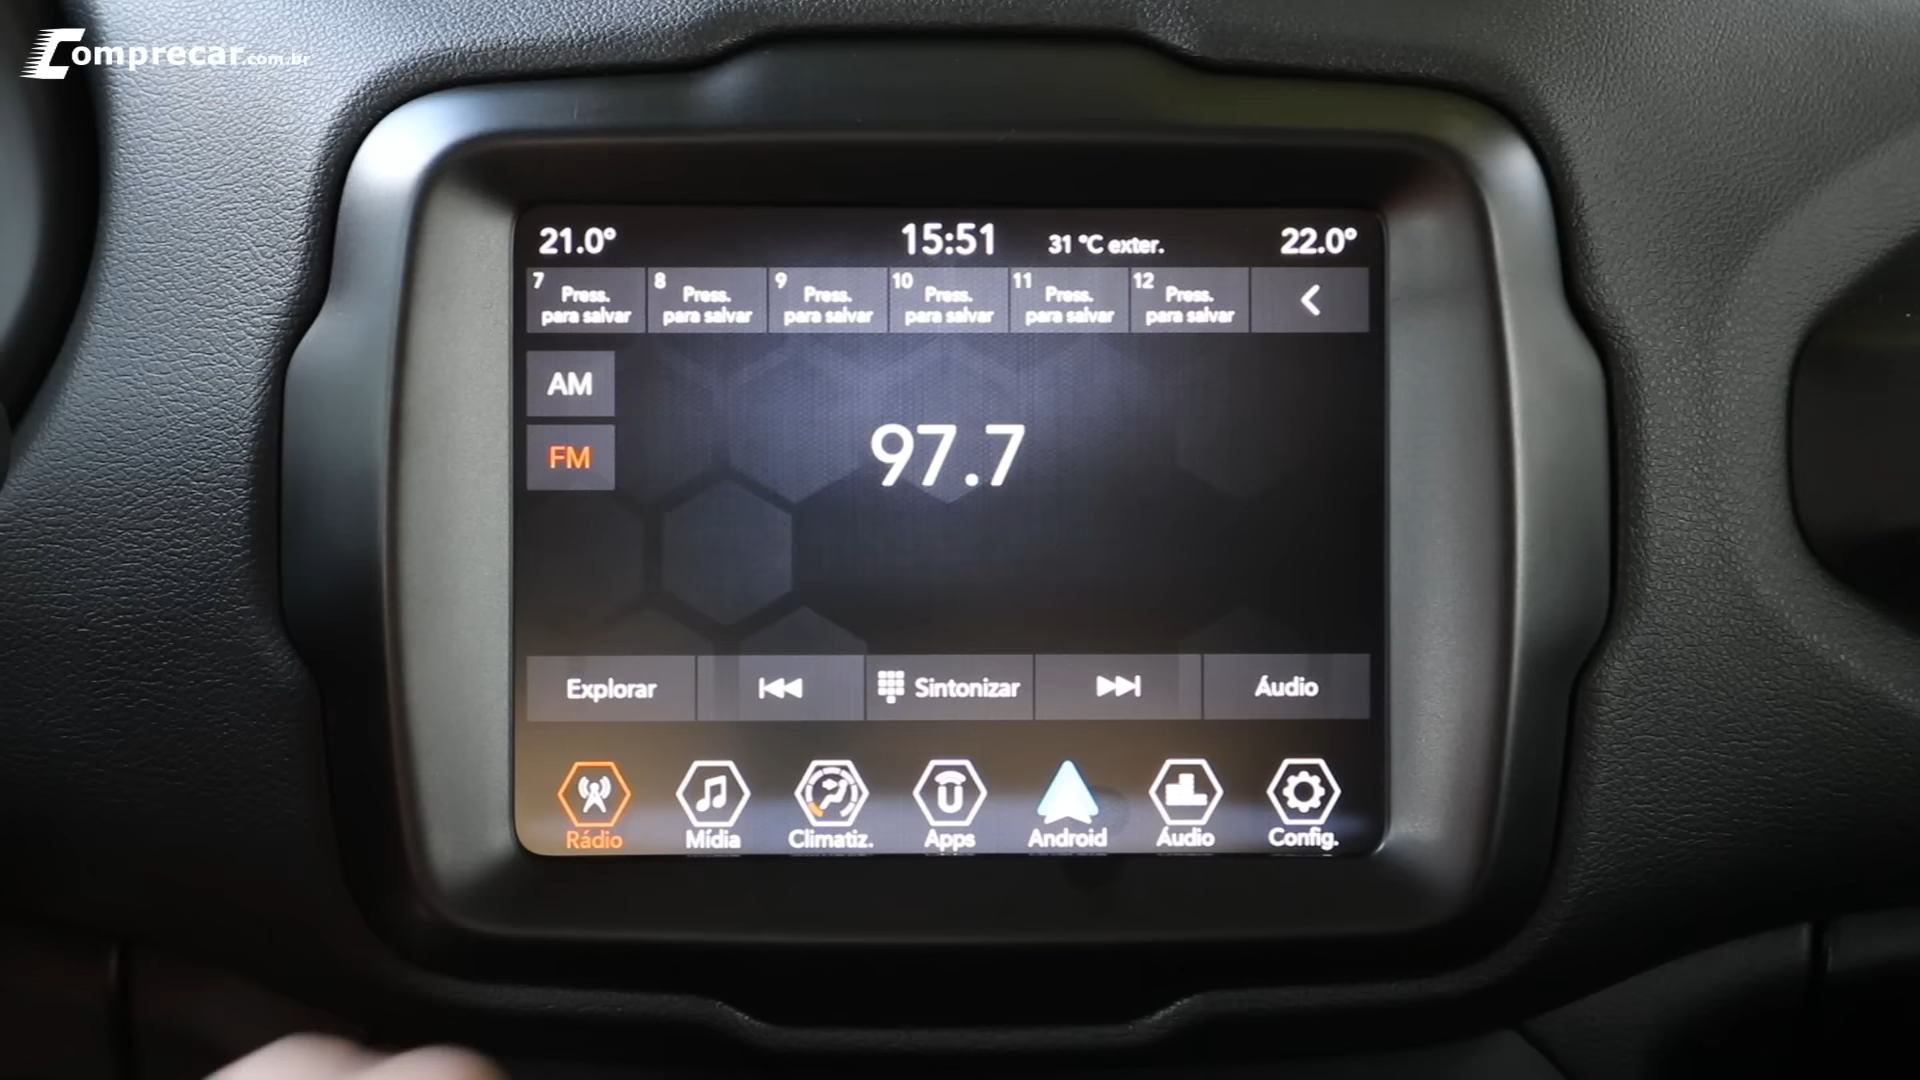 Comprecar.com.br
21.0° 15:51 31 °C exter. 22.0°
7 Press. para salvar
8 Press. para salvar
9 Press. para salvar
10 Press. para salvar
11 Press. para salvar
12 Press. para salvar
AM
FM
97.7
Explorar
Sintonizar
Áudio
Rádio
Mídia
Climatiz.
Apps
Android
Áudio
Config.